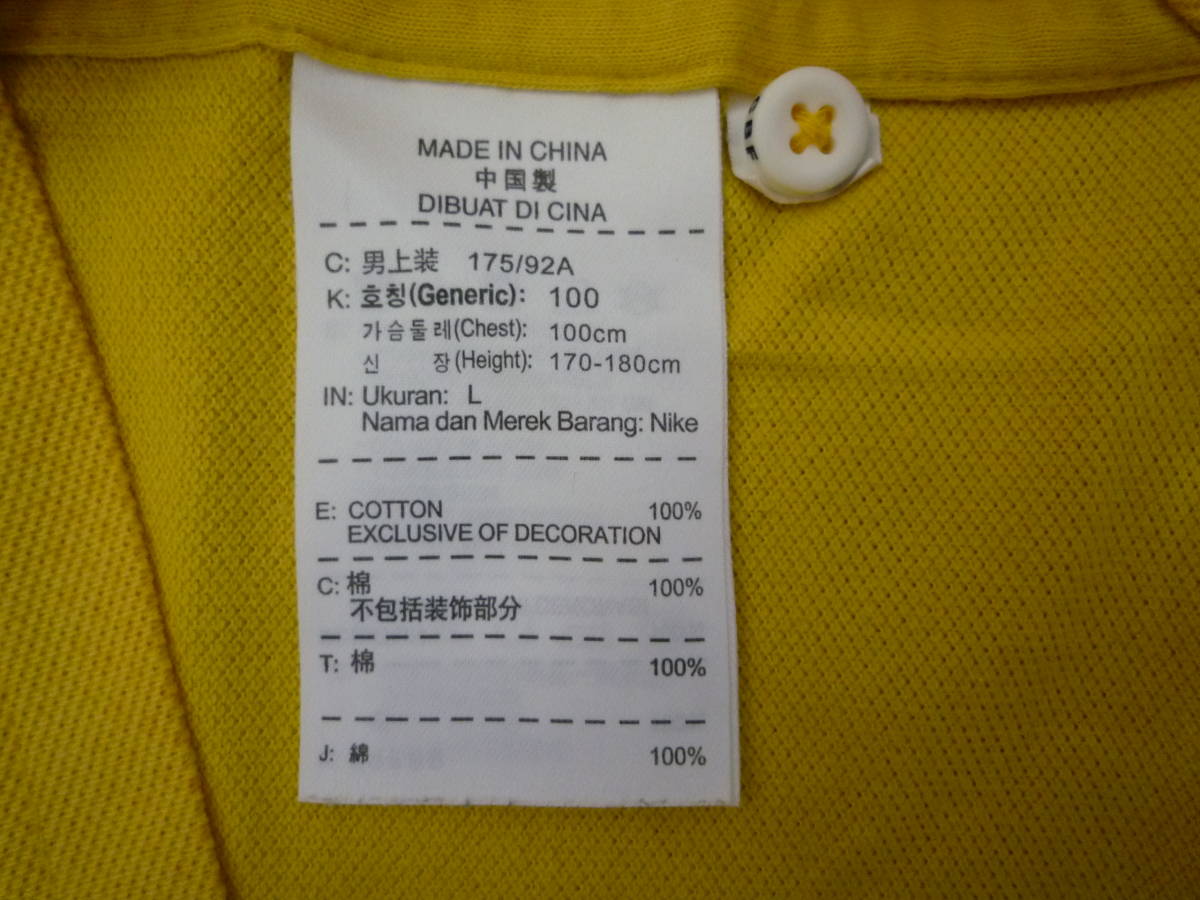 MADE IN CHINA
中国製
DIBUAT DI CINA
C: 男上装 175/92A
K: 호칭(Generic): 100
가슴둘레(Chest): 100cm
신 장(Height): 170-180cm
IN: Ukuran: L
Nama dan Merek Barang: Nike
E: COTTON 100%
EXCLUSIVE OF DECORATION
C: 棉 100%
不包括装饰部分
T: 棉 100%
J: 綿 100%